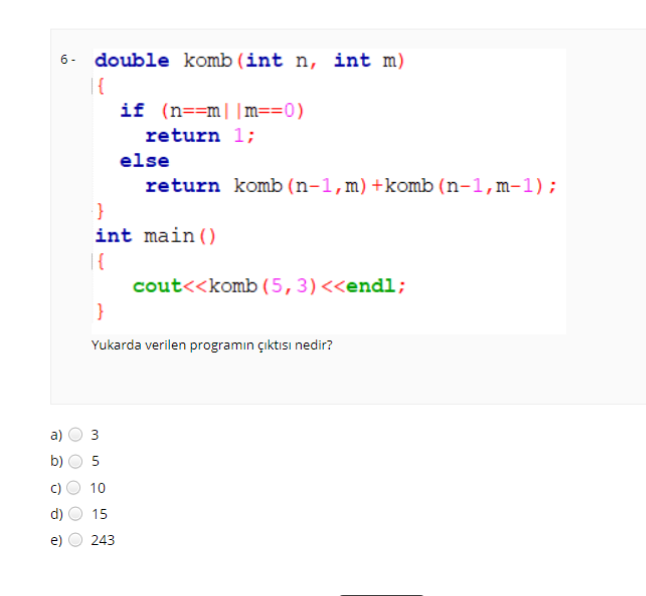 6- double komb(int n, int m)
{
if (n==m||m==0)
return 1;
else
return komb(n-1,m)+komb(n-1,m-1);
}
int main()
{
cout<<komb(5,3)<<endl;
}
Yukarda verilen programın çıktısı nedir?
a) 3
b) 5
c) 10
d) 15
e) 243